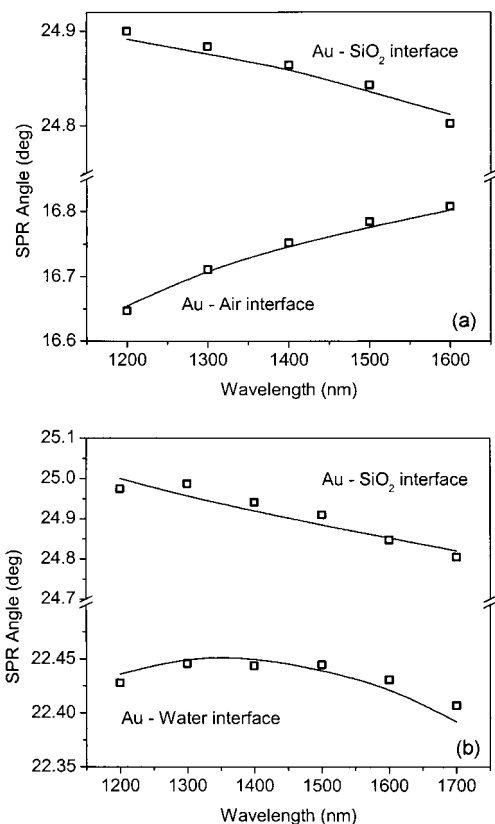 24.9
Au - SiO₂ interface
24.8
SPR Angle (deg)
16.8
16.7
Au - Air interface
(a)
16.6
1200 1300 1400 1500 1600
Wavelength (nm)
25.1
25.0
Au - SiO₂ interface
24.9
24.8
24.7
SPR Angle (deg)
22.45
22.40
Au - Water interface
(b)
22.35
1200 1300 1400 1500 1600 1700
Wavelength (nm)